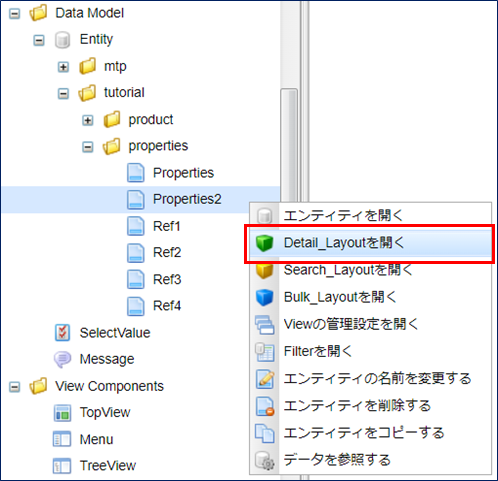 Data Model
Entity
mtp
tutorial
product
properties
Properties
Properties2
Ref1
Ref2
Ref3
Ref4
SelectValue
Message
View Components
TopView
Menu
TreeView
エンティティを開く
Detail_Layoutを開く
Search_Layoutを開く
Bulk_Layoutを開く
Viewの管理設定を開く
Filterを開く
エンティティの名前を変更する
エンティティを削除する
エンティティをコピーする
データを参照する